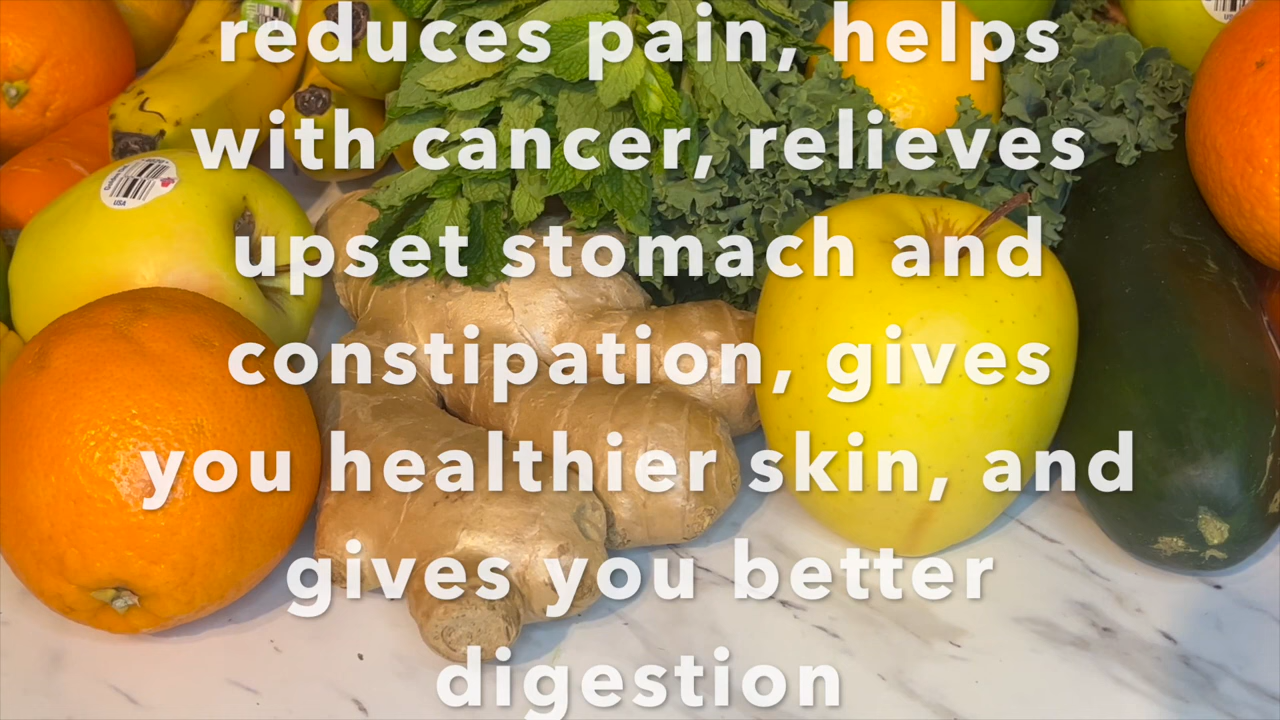 reduces pain, helps
with cancer, relieves
upset stomach and
constipation, gives
you healthier skin, and
gives you better
digestion
USA